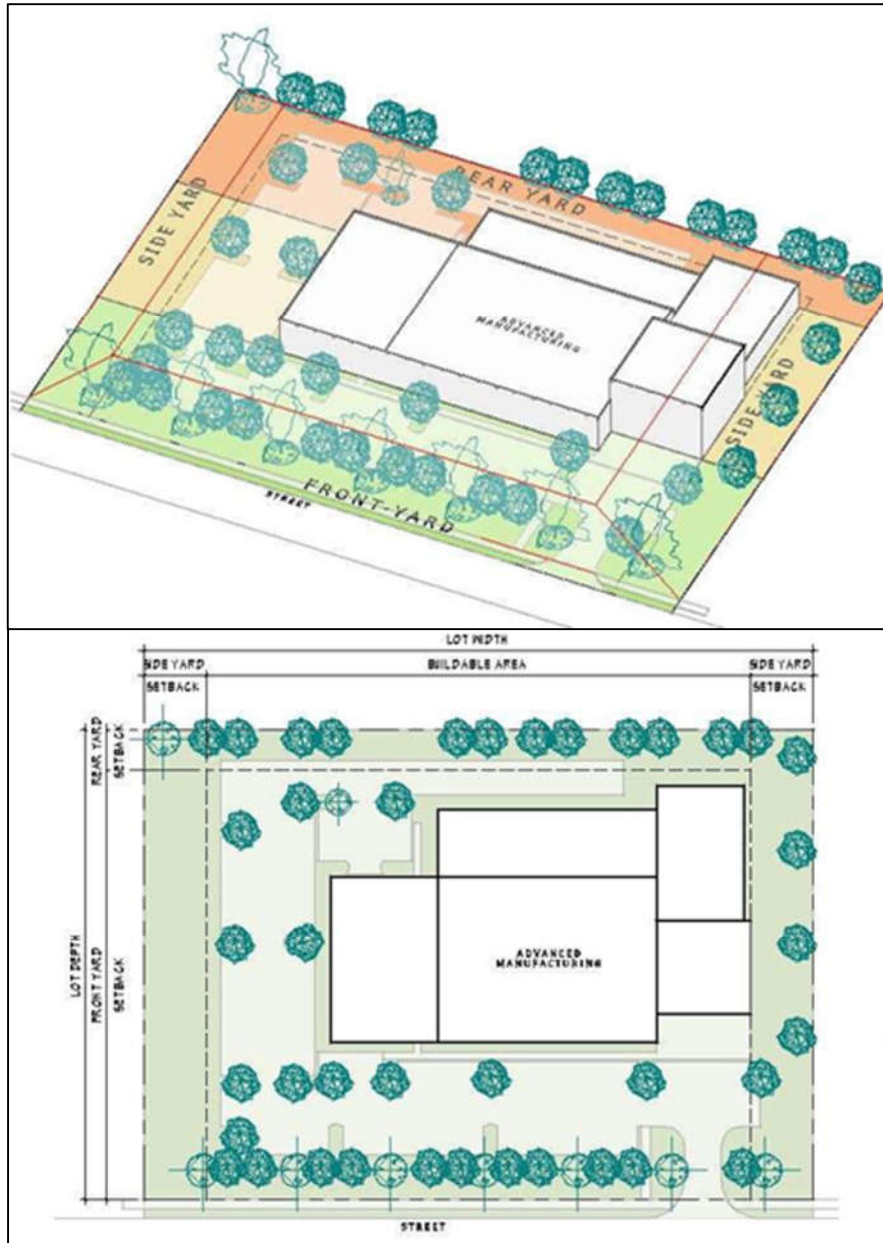 REAR YARD
SIDE YARD
ADVANCED
MANUFACTURING
SIDE YARD
FRONT YARD
STREET
LOT WIDTH
SIDE YARD
BUILDABLE AREA
SIDE YARD
SETBACK
SETBACK
REAR YARD
SETBACK
LOT DEPTH
FRONT YARD
SETBACK
ADVANCED
MANUFACTURING
STREET